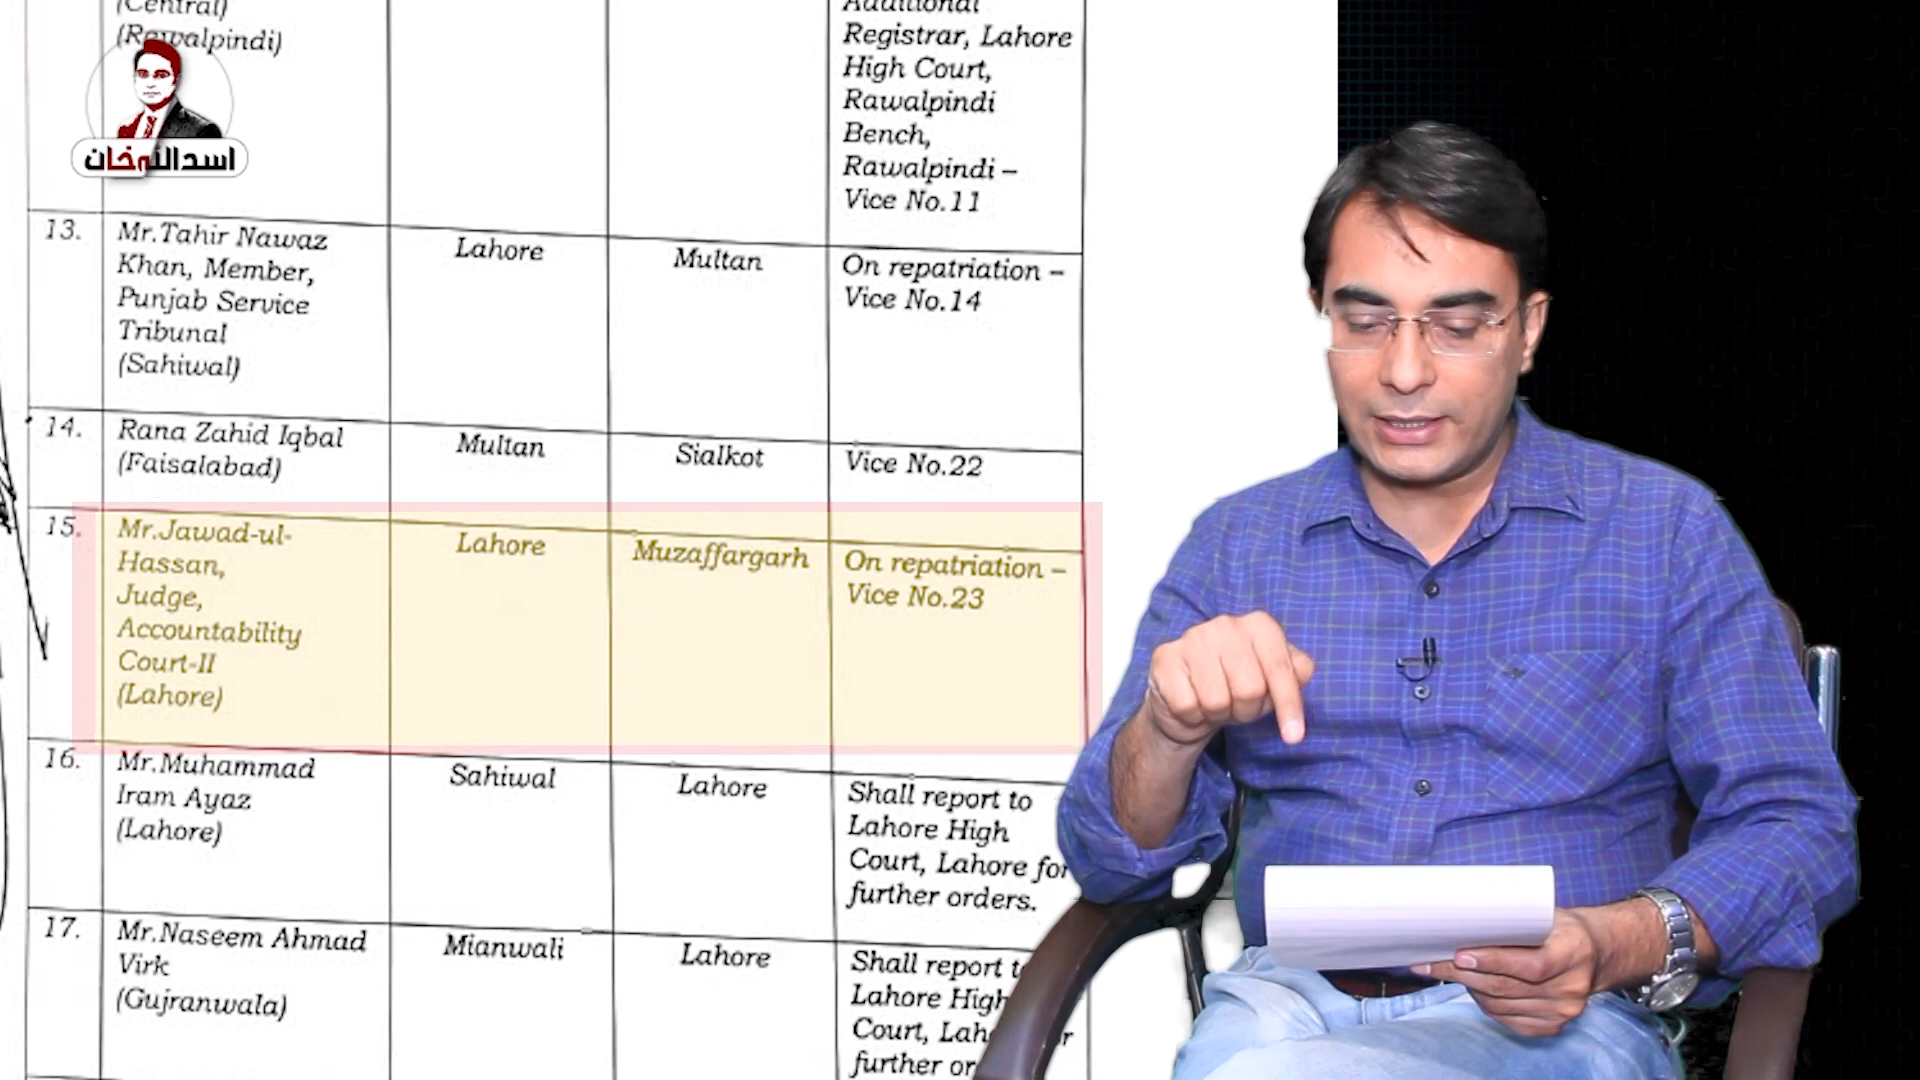 (Central)
(Rawalpindi)
Additional
Registrar, Lahore
High Court,
Rawalpindi
Bench,
Rawalpindi –
Vice No.11
اسد اللہ خان
13.
Mr.Tahir Nawaz
Khan, Member,
Punjab Service
Tribunal
(Sahiwal)
Lahore
Multan
On repatriation –
Vice No.14
14.
Rana Zahid Iqbal
(Faisalabad)
Multan
Sialkot
Vice No.22
15.
Mr.Jawad-ul-
Hassan,
Judge,
Accountability
Court-II
(Lahore)
Lahore
Muzaffargarh
On repatriation –
Vice No.23
16.
Mr.Muhammad
Iram Ayaz
(Lahore)
Sahiwal
Lahore
Shall report to
Lahore High
Court, Lahore for
further orders.
17.
Mr.Naseem Ahmad
Virk
(Gujranwala)
Mianwali
Lahore
Shall report
Lahore High
Court,
further